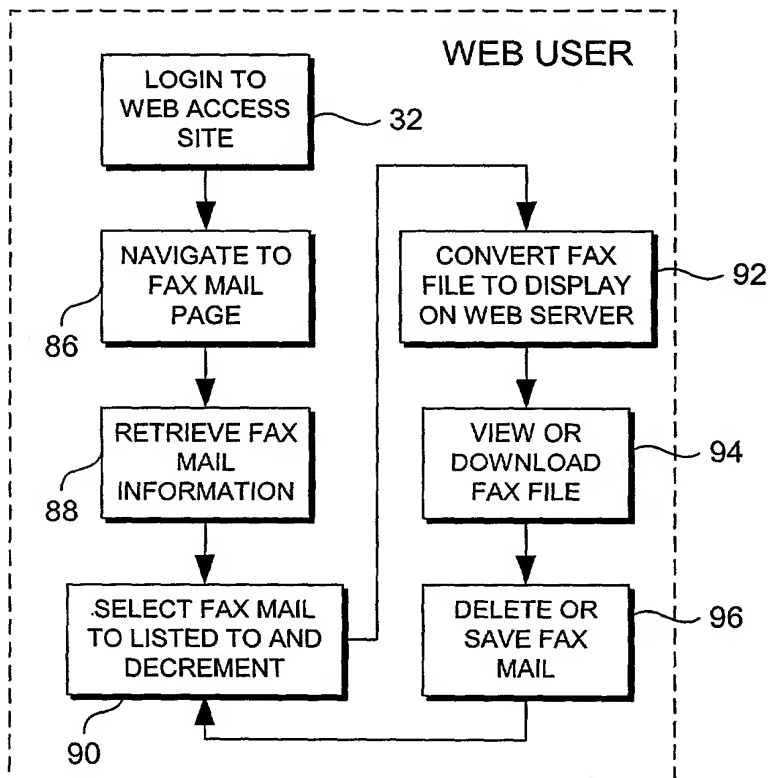 WEB USER
LOGIN TO
WEB ACCESS
SITE
32
NAVIGATE TO
FAX MAIL
PAGE
86
RETRIEVE FAX
MAIL
INFORMATION
88
SELECT FAX MAIL
TO LISTED TO AND
DECREMENT
90
CONVERT FAX
FILE TO DISPLAY
ON WEB SERVER
92
VIEW OR
DOWNLOAD
FAX FILE
94
DELETE OR
SAVE FAX
MAIL
96